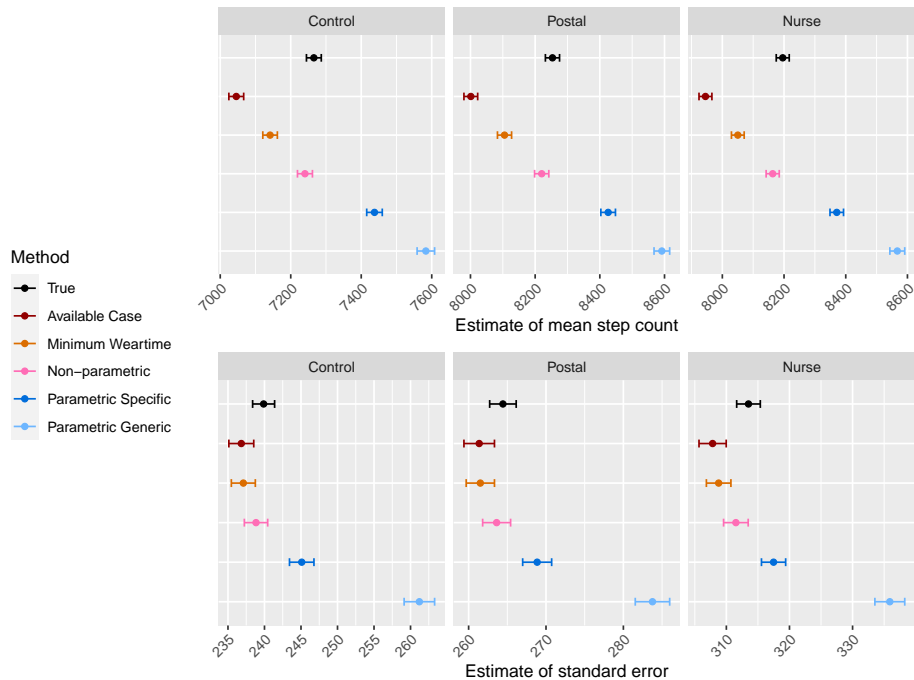 Control Postal Nurse
7000 7200 7400 7600 8000 8200 8400 8600 8000 8200 8400 8600
Estimate of mean step count
Method
True
Available Case
Minimum Weartime
Non−parametric
Parametric Specific
Parametric Generic
Control Postal Nurse
235 240 245 250 255 260 260 270 280 310 320 330
Estimate of standard error